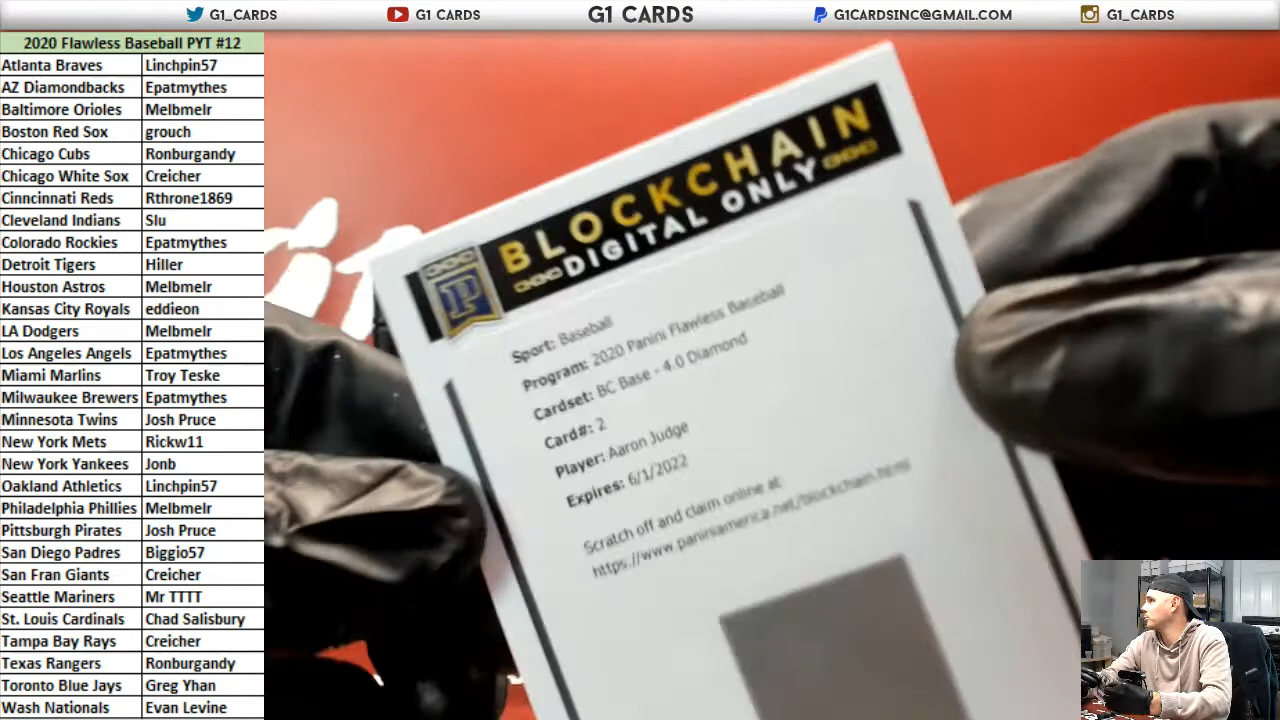 G1_CARDS G1 CARDS G1 CARDS G1CARDSINC@GMAIL.COM G1_CARDS
2020 Flawless Baseball PYT #12
Atlanta Braves Linchpin57
AZ Diamondbacks Epatmythes
Baltimore Orioles Melbmelr
Boston Red Sox grouch
Chicago Cubs Ronburgandy
Chicago White Sox Creicher
Cinncinnati Reds Rthrone1869
Cleveland Indians Slu
Colorado Rockies Epatmythes
Detroit Tigers Hiller
Houston Astros Melbmelr
Kansas City Royals eddieon
LA Dodgers Melbmelr
Los Angeles Angels Epatmythes
Miami Marlins Troy Teske
Milwaukee Brewers Epatmythes
Minnesota Twins Josh Pruce
New York Mets Rickw11
New York Yankees Jonb
Oakland Athletics Linchpin57
Philadelphia Phillies Melbmelr
Pittsburgh Pirates Josh Pruce
San Diego Padres Biggio57
San Fran Giants Creicher
Seattle Mariners Mr TTTT
St. Louis Cardinals Chad Salisbury
Tampa Bay Rays Creicher
Texas Rangers Ronburgandy
Toronto Blue Jays Greg Yhan
Wash Nationals Evan Levine
BLOCKCHAIN
DIGITAL ONLY
P
Sport: Baseball
Program: 2020 Panini Flawless Baseball
Cardset: BC Base - 4.0 Diamond
Card#: 2
Player: Aaron Judge
Expires: 6/1/2022
Scratch off and claim online at
https://www.paniniamerica.net/blockchain.html